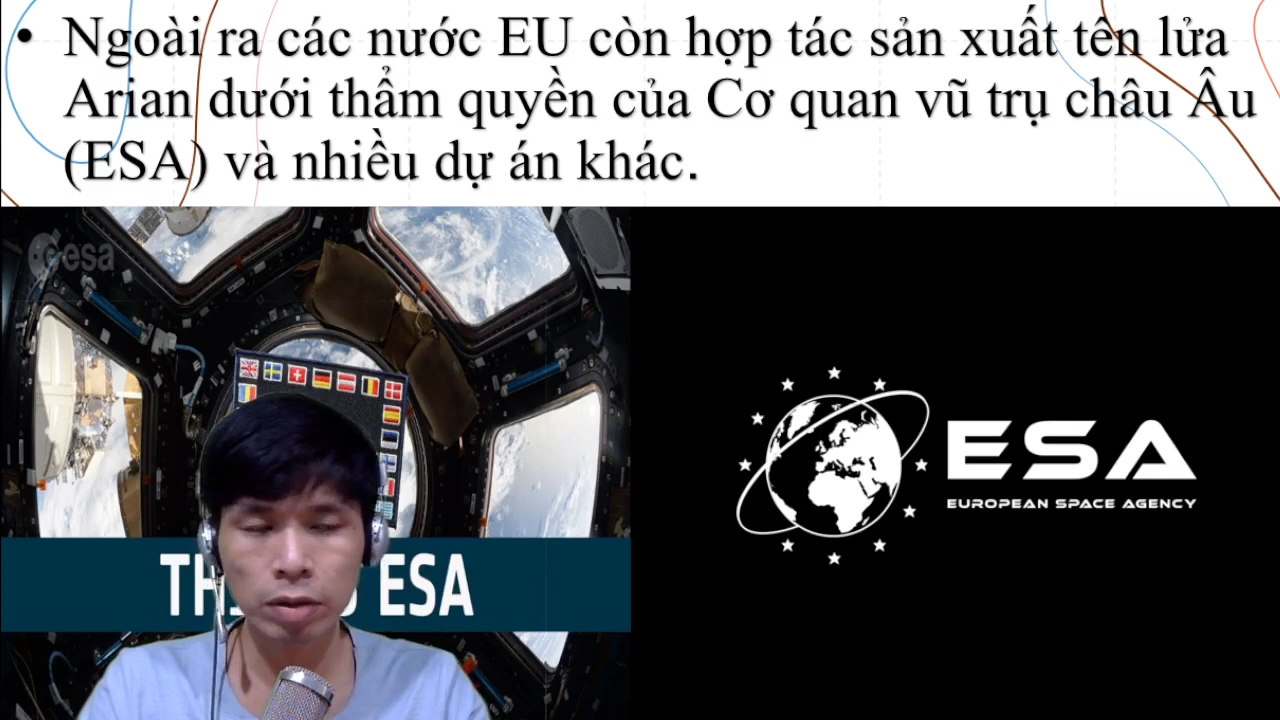 • Ngoài ra các nước EU còn hợp tác sản xuất tên lửa
Arian dưới thẩm quyền của Cơ quan vũ trụ châu Âu
(ESA) và nhiều dự án khác.
esa
ESA
ESA
EUROPEAN SPACE AGENCY